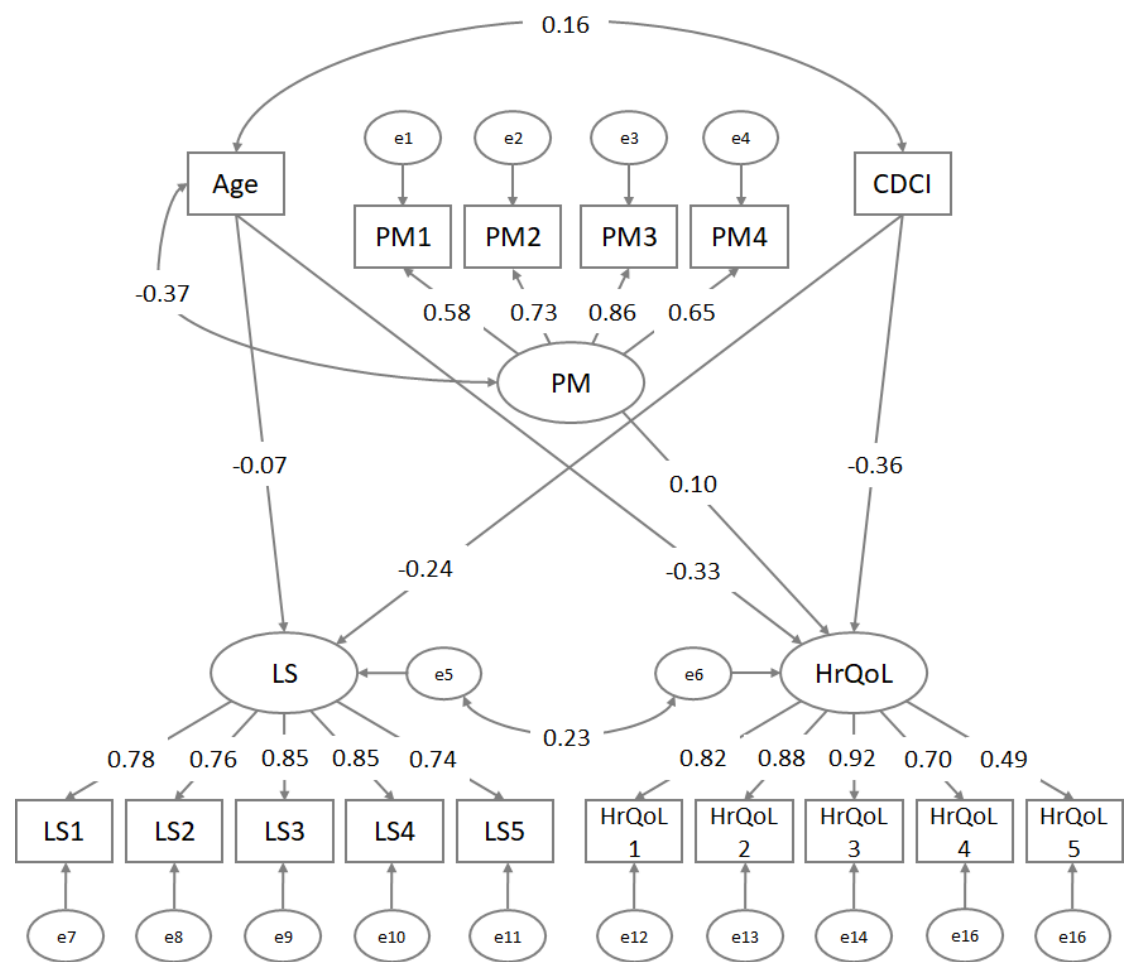 0.16
e1 e2 e3 e4
Age CDCI
PM1 PM2 PM3 PM4
-0.37
0.58 0.73 0.86 0.65
PM
-0.07 -0.36
0.10
-0.24 -0.33
LS e5 e6 HrQoL
0.23
0.78 0.76 0.85 0.85 0.74 0.82 0.88 0.92 0.70 0.49
LS1 LS2 LS3 LS4 LS5
HrQoL HrQoL HrQoL HrQoL HrQoL
1 2 3 4 5
e7 e8 e9 e10 e11 e12 e13 e14 e16 e16